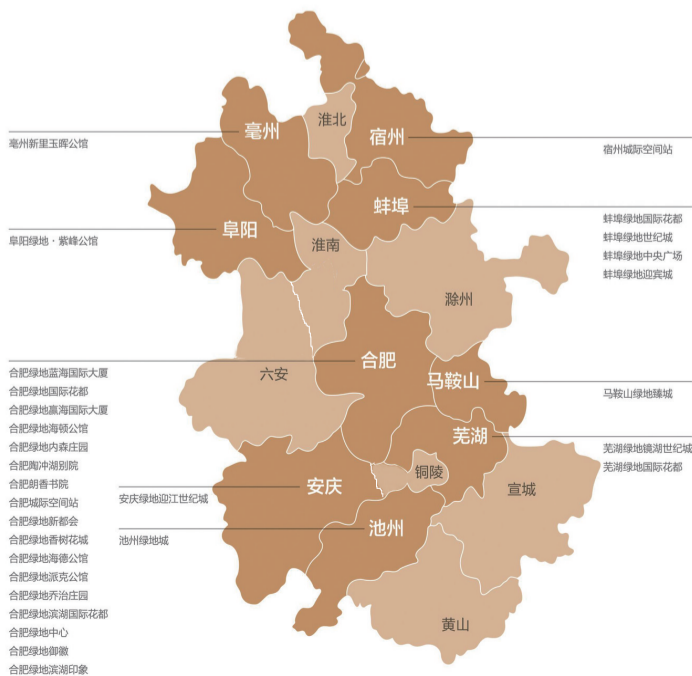 淮北
亳州
宿州
亳州新里玉晖公馆
宿州城际空间站
蚌埠
蚌埠绿地国际花都
蚌埠绿地世纪城
蚌埠绿地中央广场
蚌埠绿地迎宾城
阜阳
阜阳绿地·紫峰公馆
淮南
滁州
合肥
六安
合肥绿地蓝海国际大厦
合肥绿地国际花都
合肥绿地赢海国际大厦
合肥绿地海顿公馆
合肥绿地内森庄园
合肥陶冲湖别院
合肥朗香书院
合肥城际空间站
合肥绿地新都会
合肥绿地香树花城
合肥绿地海德公馆
合肥绿地派克公馆
合肥绿地乔治庄园
合肥绿地滨湖国际花都
合肥绿地中心
合肥绿地御徽
合肥绿地滨湖印象
马鞍山
马鞍山绿地臻城
芜湖
芜湖绿地镜湖世纪城
芜湖绿地国际花都
铜陵
宣城
安庆
安庆绿地迎江世纪城
池州
池州绿地城
黄山